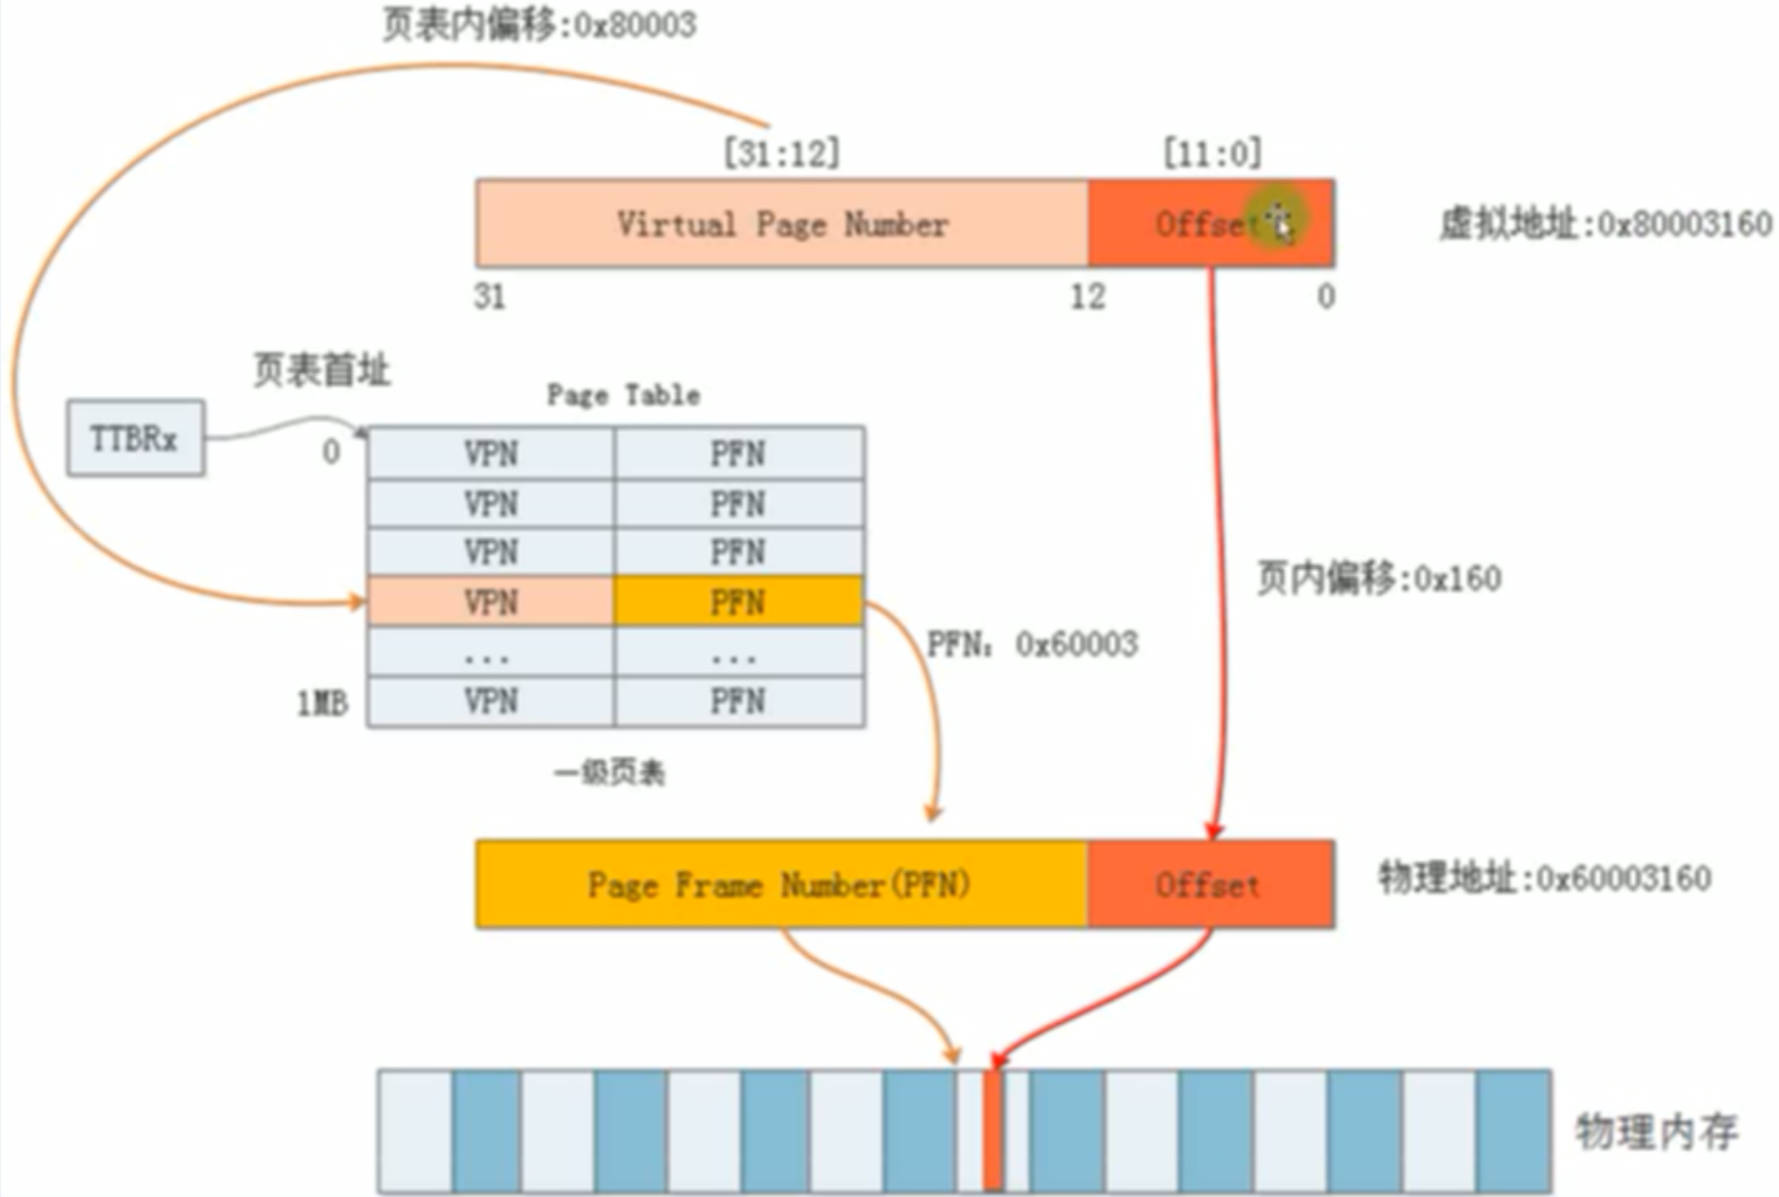 页表内偏移:0x80003
[31:12]
[11:0]
Virtual Page Number
Offset
虚拟地址:0x80003160
31
12
0
页表首址
Page Table
TTBRx
0
VPN
PFN
VPN
PFN
VPN
PFN
VPN
PFN
页内偏移:0x160
PFN: 0x60003
...
...
1MB
VPN
PFN
一级页表
Page Frame Number(PFN)
Offset
物理地址:0x60003160
物理内存